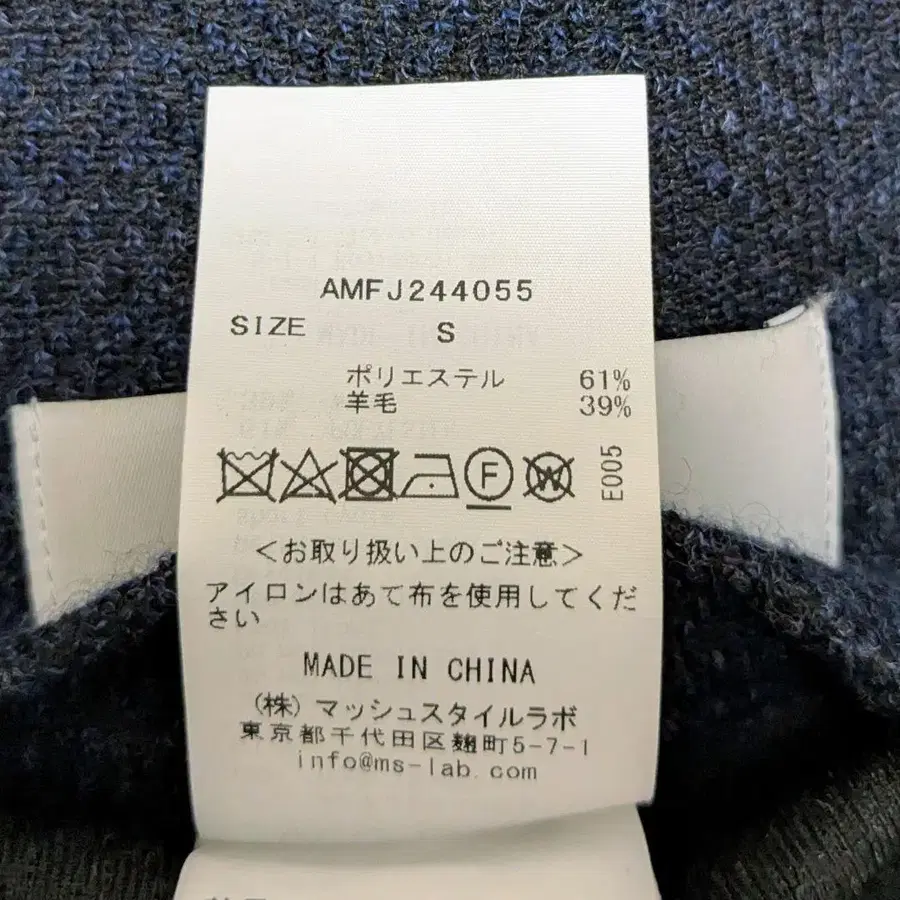 AMFJ244055
SIZE S
ポリエステル 61%
羊毛 39%
F W E005
<お取り扱い上のご注意>
アイロンはあて布を使用してくだ
さい
MADE IN CHINA
(株)マッシュスタイルラボ
東京都千代田区麹町5-7-1
info@ms-lab.com